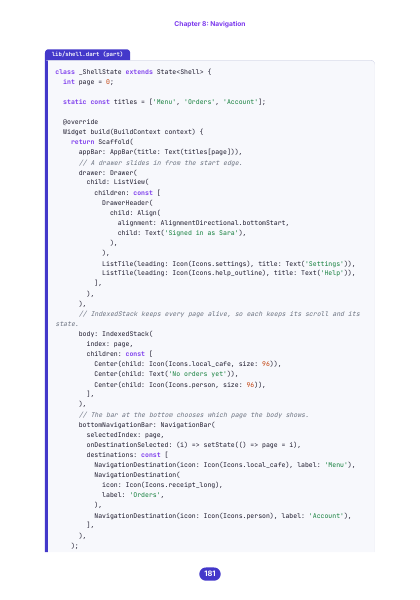 Chapter 8: Navigation
lib/shell.dart (part)
class _ShellState extends State<Shell> {
  int page = 0;

  static const titles = ['Menu', 'Orders', 'Account'];

  @override
  Widget build(BuildContext context) {
    return Scaffold(
      appBar: AppBar(title: Text(titles[page])),
      // A drawer slides in from the start edge.
      drawer: Drawer(
        child: ListView(
          children: const [
            DrawerHeader(
              child: Align(
                alignment: AlignmentDirectional.bottomStart,
                child: Text('Signed in as Sara'),
              ),
            ),
            ListTile(leading: Icon(Icons.settings), title: Text('Settings')),
            ListTile(leading: Icon(Icons.help_outline), title: Text('Help')),
          ],
        ),
      ),
      // IndexedStack keeps every page alive, so each keeps its scroll and its
state.
      body: IndexedStack(
        index: page,
        children: const [
          Center(child: Icon(Icons.local_cafe, size: 96)),
          Center(child: Text('No orders yet')),
          Center(child: Icon(Icons.person, size: 96)),
        ],
      ),
      // The bar at the bottom chooses which page the body shows.
      bottomNavigationBar: NavigationBar(
        selectedIndex: page,
        onDestinationSelected: (i) => setState(() => page = i),
        destinations: const [
          NavigationDestination(icon: Icon(Icons.local_cafe), label: 'Menu'),
          NavigationDestination(
            icon: Icon(Icons.receipt_long),
            label: 'Orders',
          ),
          NavigationDestination(icon: Icon(Icons.person), label: 'Account'),
        ],
      ),
    );
181